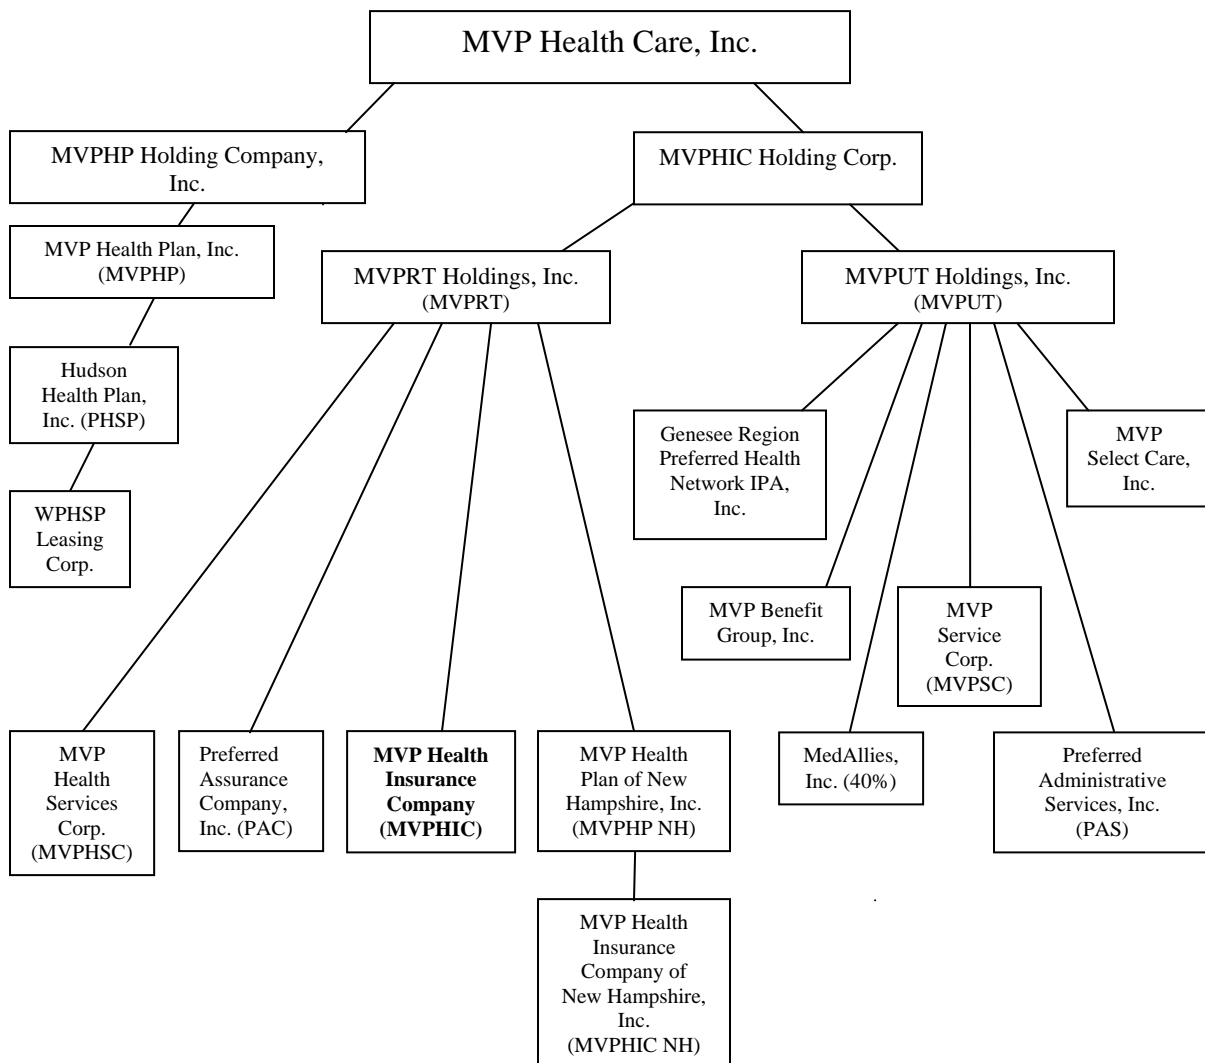 MVP Health Care, Inc.
MVPHP Holding Company,
Inc.
MVPHIC Holding Corp.
MVP Health Plan, Inc.
(MVPHP)
MVPRT Holdings, Inc.
(MVPRT)
MVPUT Holdings, Inc.
(MVPUT)
Hudson
Health Plan,
Inc. (PHSP)
Genesee Region
Preferred Health
Network IPA,
Inc.
MVP
Select Care,
Inc.
WPHSP
Leasing
Corp.
MVP Benefit
Group, Inc.
MVP
Service
Corp.
(MVPSC)
MVP
Health
Services
Corp.
(MVPHSC)
Preferred
Assurance
Company,
Inc. (PAC)
MVP Health
Insurance
Company
(MVPHIC)
MVP Health
Plan of New
Hampshire, Inc.
(MVPHP NH)
MedAllies,
Inc. (40%)
Preferred
Administrative
Services, Inc.
(PAS)
MVP Health
Insurance
Company of
New Hampshire,
Inc.
(MVPHIC NH)